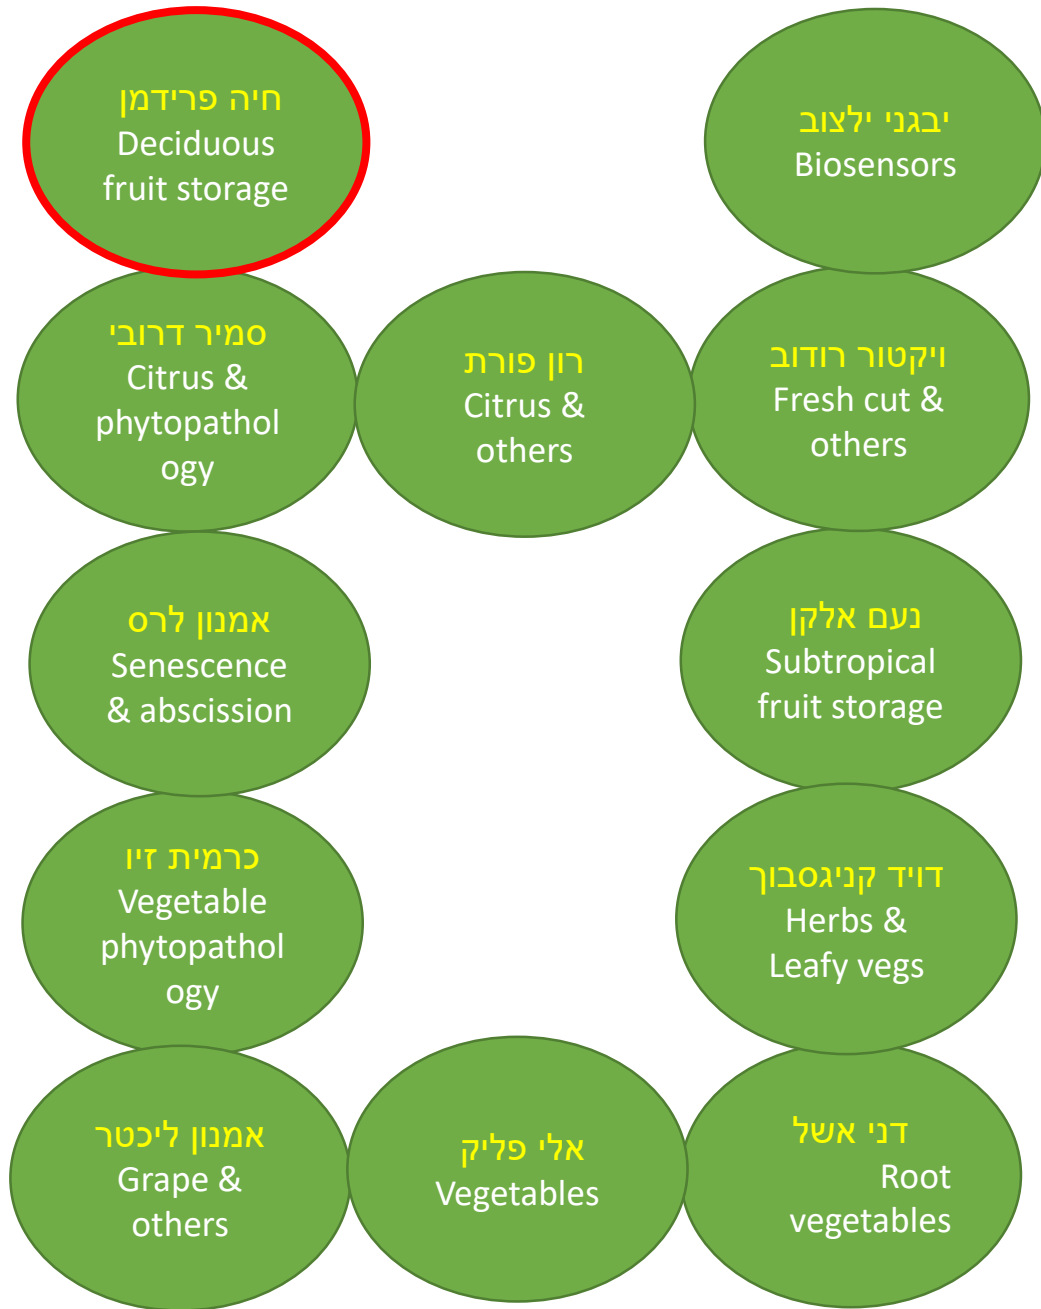 חיה פרידמן
Deciduous
fruit storage
יבגני ילצוב
Biosensors
סמיר דרובי
Citrus &
phytopathol
ogy
רון פורת
Citrus &
others
ויקטור רודוב
Fresh cut &
others
אמנון לרס
Senescence
& abscission
נעם אלקן
Subtropical
fruit storage
כרמית זיו
Vegetable
phytopathol
ogy
דויד קניגסבוך
Herbs &
Leafy vegs
אמנון ליכטר
Grape &
others
אלי פליק
Vegetables
דני אשל
Root
vegetables